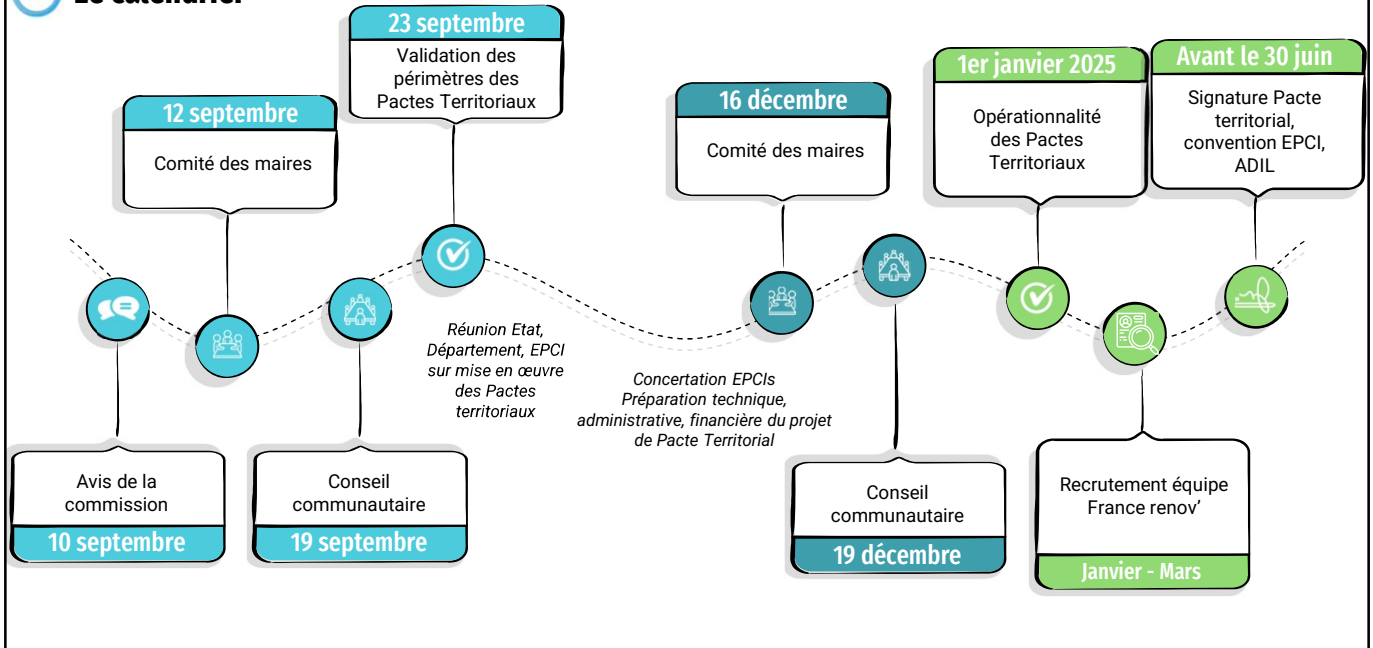 Le calendrier
23 septembre
Validation des
périmètres des
Pactes Territoriaux
12 septembre
Comité des maires
16 décembre
Comité des maires
1er janvier 2025
Opérationnalité
des Pactes
Territoriaux
Avant le 30 juin
Signature Pacte
territorial,
convention EPCI,
ADIL
Réunion Etat,
Département, EPCI
sur mise en œuvre
des Pactes
territoriaux
Concertation EPCIs
Préparation technique,
administrative, financière du projet
de Pacte Territorial
Avis de la
commission
10 septembre
Conseil
communautaire
19 septembre
Conseil
communautaire
19 décembre
Recrutement équipe
France renov’
Janvier - Mars